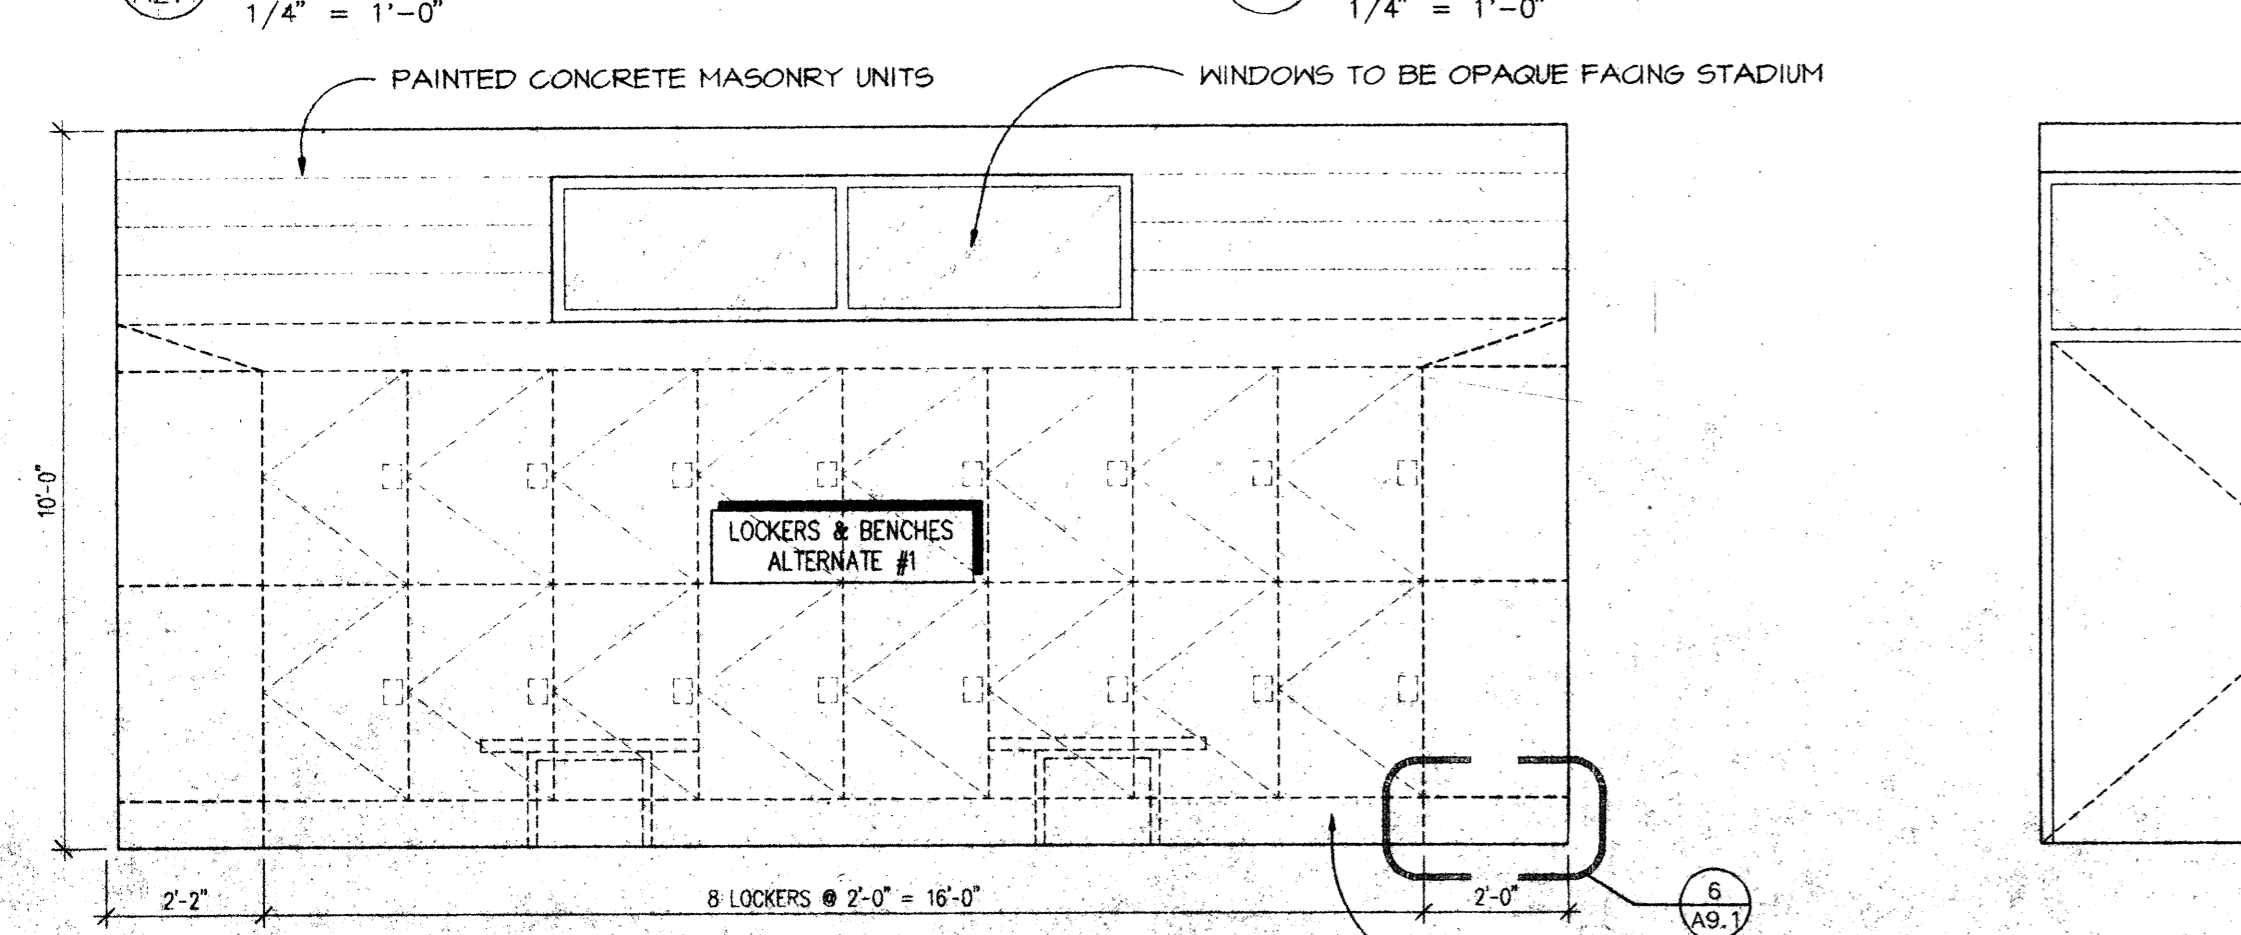 1/4" = 1'-0"
1/4" = 1'-0"
PAINTED CONCRETE MASONRY UNITS
WINDOWS TO BE OPAQUE FACING STADIUM
10'-0"
LOCKERS & BENCHES
ALTERNATE #1
2'-2"
8 LOCKERS @ 2'-0" = 16'-0"
2'-0"
6
A9.1